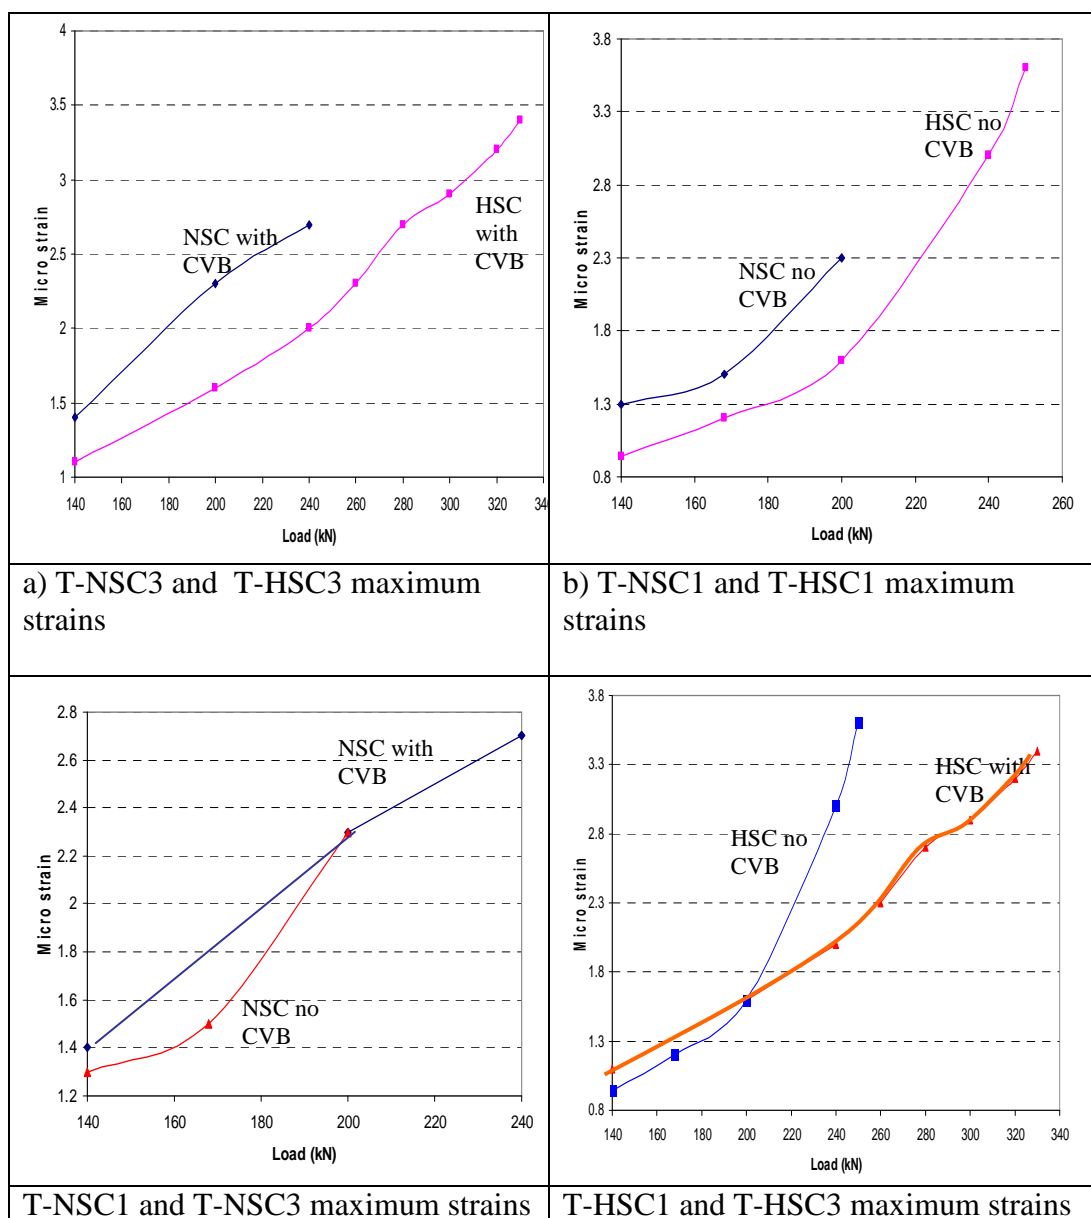 4
3.5
3
2.5
2
1.5
1
Micro strain
NSC with
CVB
HSC
with
CVB
140 160 180 200 220 240 260 280 300 320 340
Load (kN)
a) T-NSC3 and T-HSC3 maximum
strains
3.8
3.3
2.8
2.3
1.8
1.3
0.8
Micro strain
HSC no
CVB
NSC no
CVB
140 160 180 200 220 240 260
Load (kN)
b) T-NSC1 and T-HSC1 maximum
strains
2.8
2.6
2.4
2.2
2
1.8
1.6
1.4
1.2
Micro strain
NSC with
CVB
NSC no
CVB
140 160 180 200 220 240
Load (kN)
T-NSC1 and T-NSC3 maximum strains
3.8
3.3
2.8
2.3
1.8
1.3
0.8
Micro strain
HSC with
CVB
HSC no
CVB
140 160 180 200 220 240 260 280 300 320 340
Load (kN)
T-HSC1 and T-HSC3 maximum strains